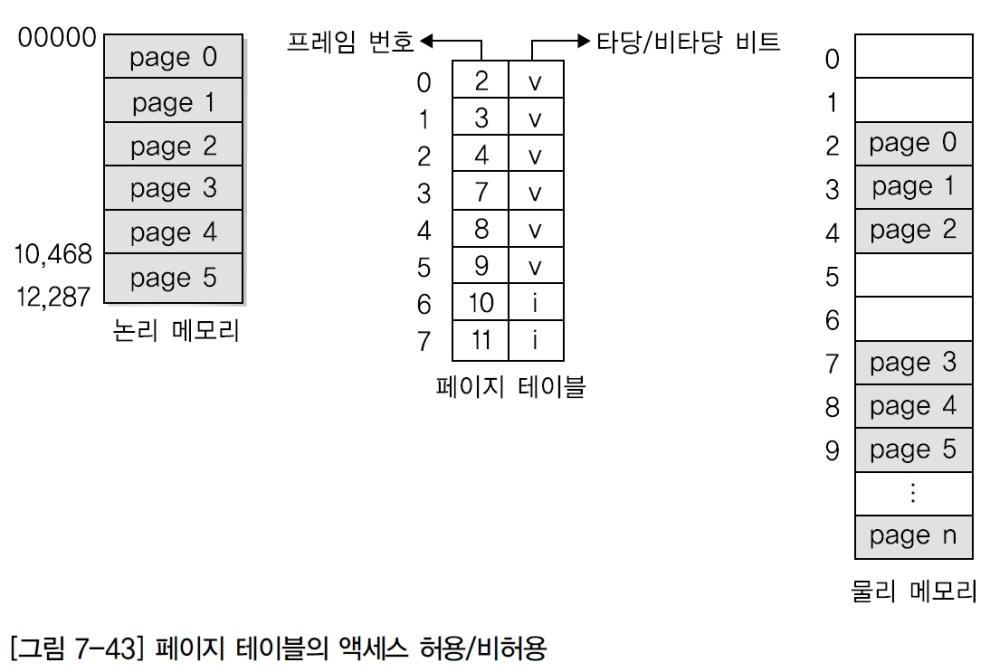 00000
page 0
page 1
page 2
page 3
page 4
10,468
page 5
12,287
논리 메모리
프레임 번호 타당/비타당 비트
0 2 v
1 3 v
2 4 v
3 7 v
4 8 v
5 9 v
6 10 i
7 11 i
페이지 테이블
0
1
2 page 0
3 page 1
4 page 2
5
6
7 page 3
8 page 4
9 page 5
⋮
page n
물리 메모리
[그림 7-43] 페이지 테이블의 액세스 허용/비허용